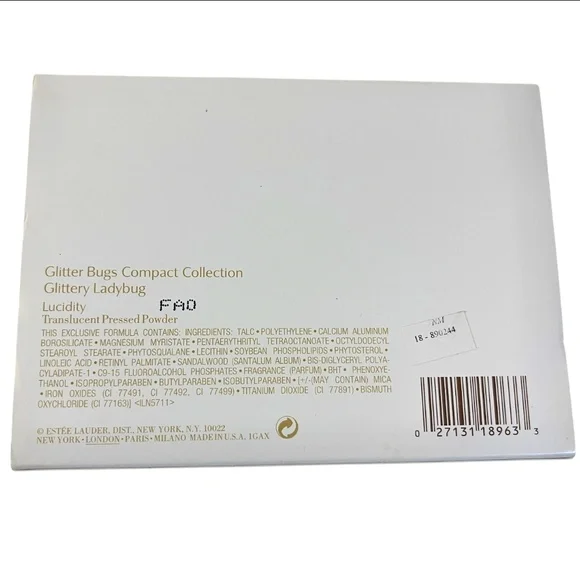 Glitter Bugs Compact Collection
Glittery Ladybug
Lucidity FAO
Translucent Pressed Powder
THIS EXCLUSIVE FORMULA CONTAINS: INGREDIENTS: TALC • POLYETHYLENE • CALCIUM ALUMINUM
BOROSILICATE • MAGNESIUM MYRISTATE • PENTAERYTHRITYL TETRAOCTANOATE • OCTYLDODECYL
STEAROYL STEARATE • PHYTOSQUALANE • LECITHIN • SOYBEAN PHOSPHOLIPIDS • PHYTOSTEROL •
LINOLEIC ACID • RETINYL PALMITATE • SANDALWOOD (SANTALUM ALBUM) • BIS-DIGLYCERYL POLYA-
CYLADIPATE-1 • C9-15 FLUOROALCOHOL PHOSPHATES • FRAGRANCE (PARFUM) • BHT • PHENOXYE-
THANOL • ISOPROPYLPARABEN • BUTYLPARABEN • ISOBUTYLPARABEN • [+/-(MAY CONTAIN) MICA
• IRON OXIDES (CI 77491, CI 77492, CI 77499) • TITANIUM DIOXIDE (CI 77891) • BISMUTH
OXYCHLORIDE (CI 77163)] <ILN5711>
18 - 890244
© ESTÉE LAUDER, DIST, NEW YORK, N.Y. 10022
NEW YORK • LONDON • PARIS • MILANO MADE IN U.S.A. 1GAX
0 27131 18963 3